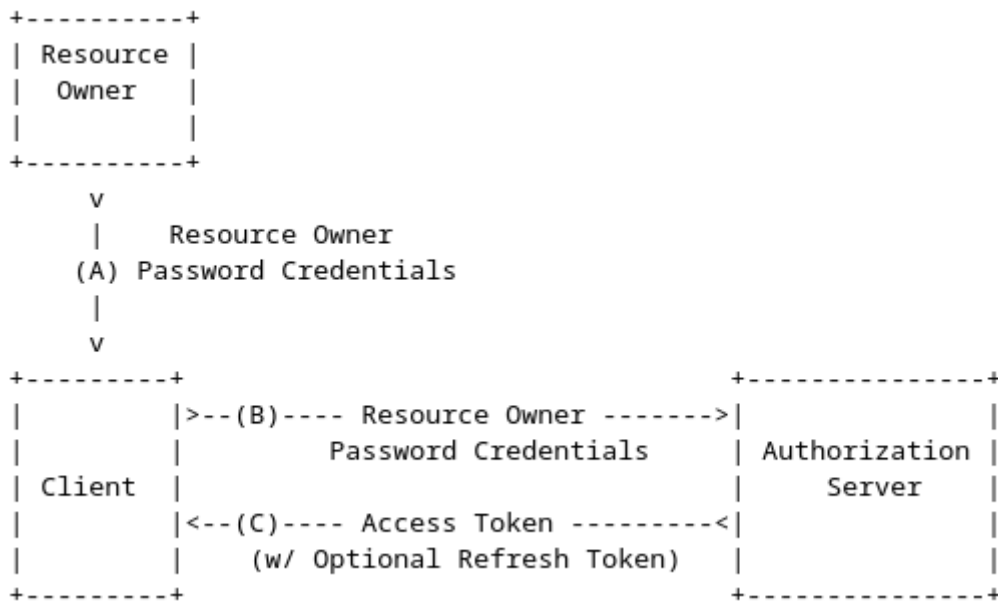 +----------+
| Resource |
|  Owner   |
|          |
+----------+
     v
     |    Resource Owner
    (A) Password Credentials
     |
     v
+---------+                                  +---------------+
|         |>--(B)---- Resource Owner ------->|               |
|         |         Password Credentials     | Authorization |
| Client  |                                  |     Server    |
|         |<--(C)---- Access Token ---------<|               |
|         |    (w/ Optional Refresh Token)   |               |
+---------+                                  +---------------+